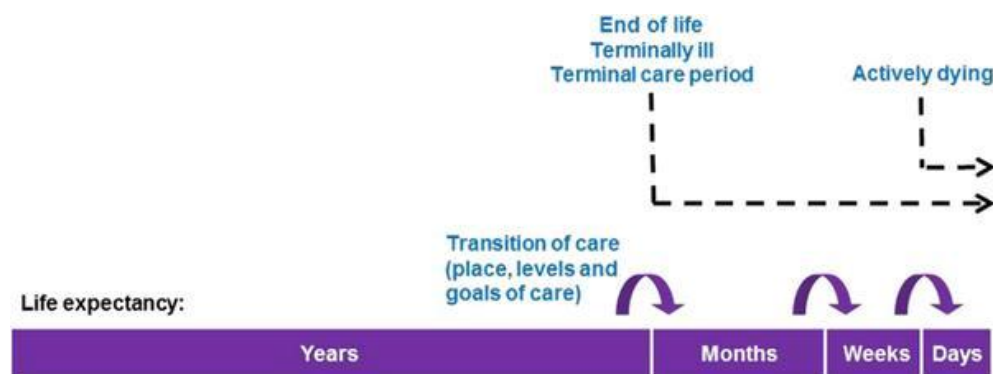 End of life
Terminally ill
Terminal care period
Actively dying
Transition of care
(place, levels and
goals of care)
Life expectancy:
Years
Months
Weeks
Days